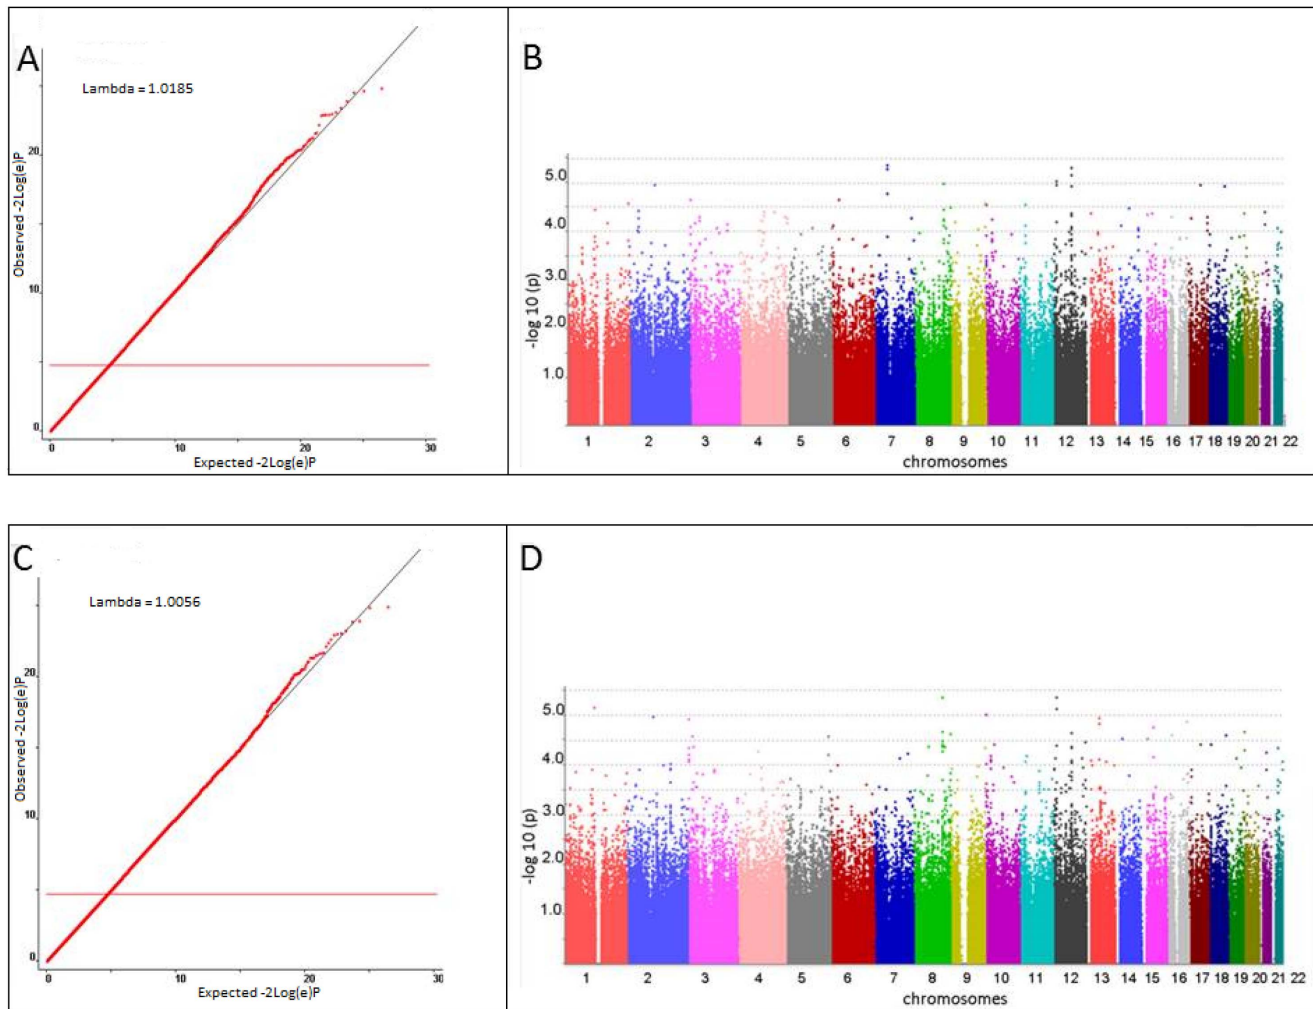 A
Lambda = 1.0185
Observed -2Log(e)P
20
10
0
0 10 20 30
Expected -2Log(e)P
B
-log 10 (p)
5.0
4.0
3.0
2.0
1.0
1 2 3 4 5 6 7 8 9 10 11 12 13 14 15 16 17 18 19 20 21 22
chromosomes
C
Lambda = 1.0056
Observed -2Log(e)P
20
10
0
0 10 20 30
Expected -2Log(e)P
D
-log 10 (p)
5.0
4.0
3.0
2.0
1.0
1 2 3 4 5 6 7 8 9 10 11 12 13 14 15 16 17 18 19 20 21 22
chromosomes